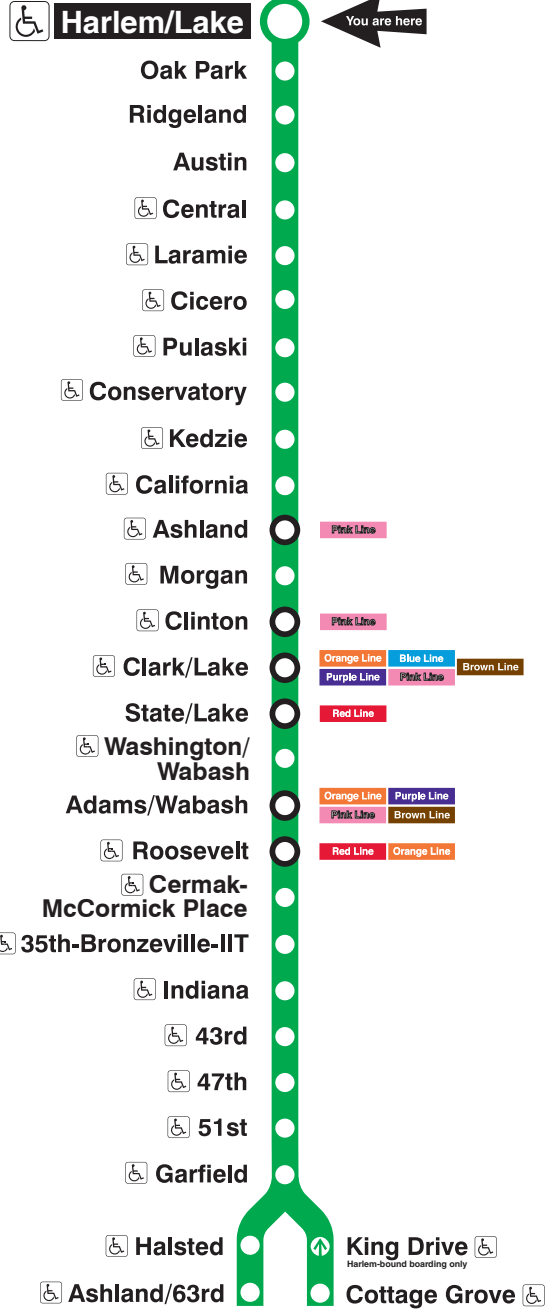 Harlem/Lake
You are here
Oak Park
Ridgeland
Austin
Central
Laramie
Cicero
Pulaski
Conservatory
Kedzie
California
Ashland
Pink Line
Morgan
Clinton
Pink Line
Clark/Lake
Orange Line Blue Line
Brown Line
Purple Line Pink Line
State/Lake
Red Line
Washington/
Wabash
Adams/Wabash
Orange Line Purple Line
Pink Line Brown Line
Roosevelt
Red Line Orange Line
Cermak-
McCormick Place
35th-Bronzeville-IIT
Indiana
43rd
47th
51st
Garfield
Halsted
King Drive
Harlem-bound boarding only
Ashland/63rd
Cottage Grove